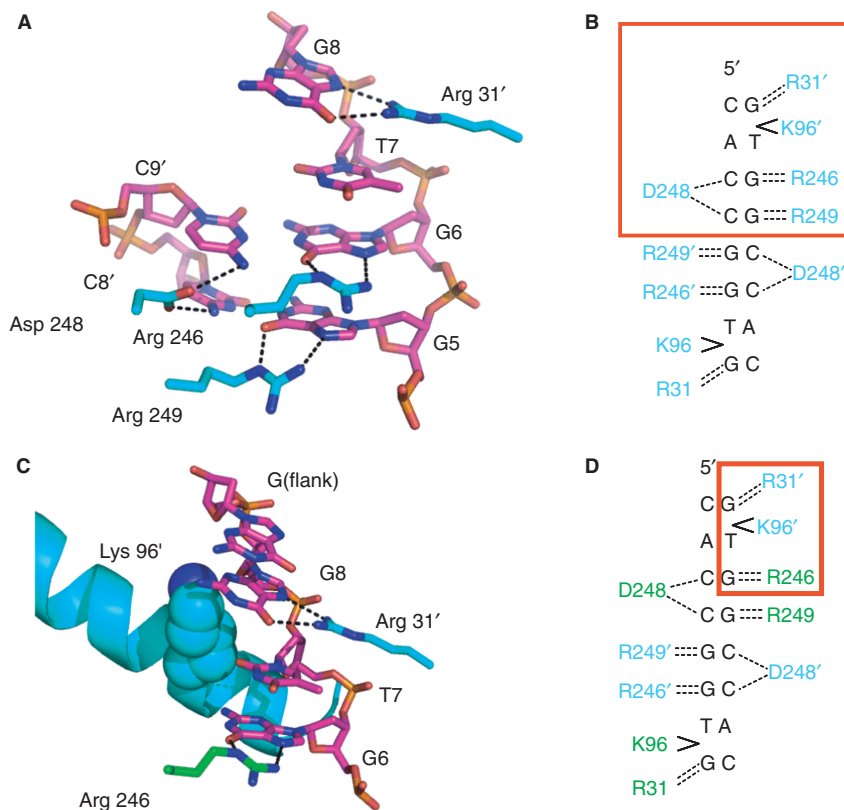 A
G8
Arg 31′
T7
C9′
G6
C8′
Asp 248
Arg 246
G5
Arg 249
B
5′
C G R31′
K96′
A T
C G R246
D248
C G R249
R249′ G C
D248′
R246′ G C
T A
K96
G C
R31
C
G(flank)
Lys 96'
G8
Arg 31′
T7
G6
Arg 246
D
5′
R31′
C G
K96′
A T
C G R246
D248
C G R249
R249′ G C
D248′
R246′ G C
T A
K96
G C
R31